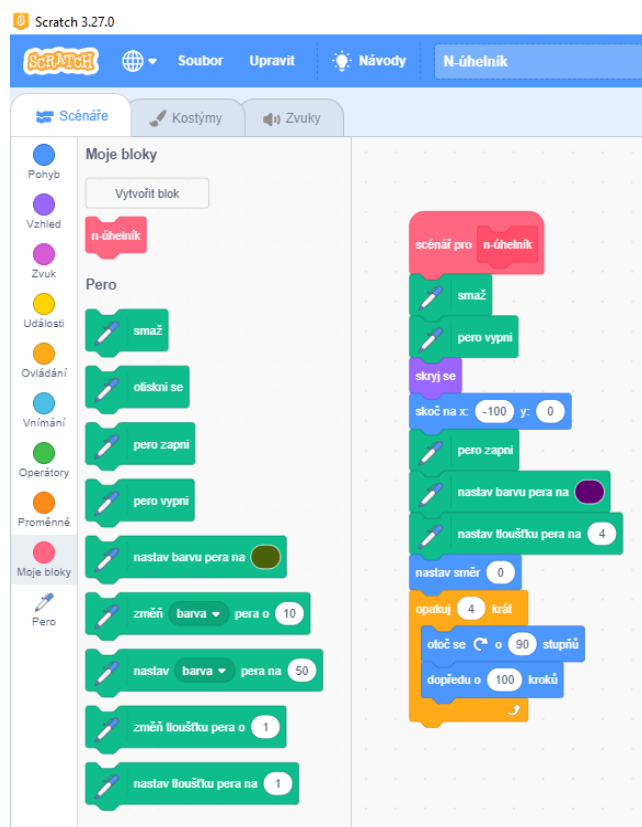 Scratch 3.27.0
SCRATCH
Soubor
Upravit
Návody
N-úhelník
Scénáře
Kostýmy
Zvuky
Pohyb
Vzhled
Zvuk
Události
Ovládání
Vnímání
Operátory
Proměnné
Moje bloky
Pero
Moje bloky
Vytvořit blok
n-úhelník
Pero
smaž
otiskni se
pero zapni
pero vypni
nastav barvu pera na
změň barva pera o 10
nastav barva pera na 50
změň tloušťku pera o 1
nastav tloušťku pera na 1
scénář pro n-úhelník
smaž
pero vypni
skryj se
skoč na x: -100 y: 0
pero zapni
nastav barvu pera na
nastav tloušťku pera na 4
nastav směr 0
opakuj 4 krát
otoč se o 90 stupňů
dopředu o 100 kroků